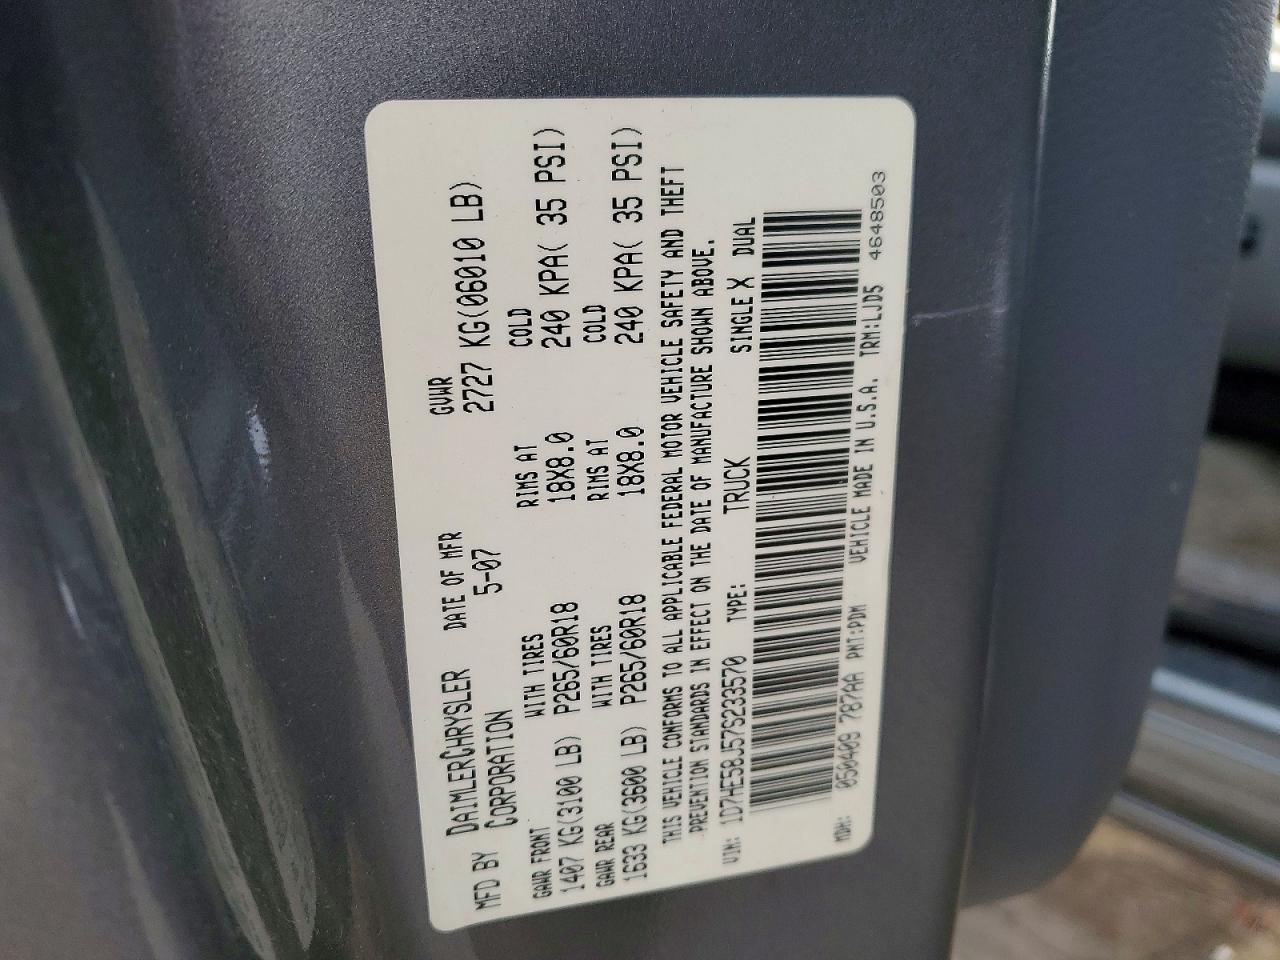 MFD BY DAIMLERCHRYSLER CORPORATION DATE OF MFR 5-07 GVWR 2727 KG(06010 LB)
GAWR FRONT WITH TIRES RIMS AT COLD
1407 KG(3100 LB) P265/60R18 18X8.0 240 KPA( 35 PSI)
GAWR REAR WITH TIRES RIMS AT COLD
1633 KG(3600 LB) P265/60R18 18X8.0 240 KPA( 35 PSI)
THIS VEHICLE CONFORMS TO ALL APPLICABLE FEDERAL MOTOR VEHICLE SAFETY AND THEFT
PREVENTION STANDARDS IN EFFECT ON THE DATE OF MANUFACTURE SHOWN ABOVE.
VIN: 1D7HE58J57S233570 TYPE: TRUCK SINGLE X DUAL
MDH: 050409 787AA PNT:PDM VEHICLE MADE IN U.S.A. TRM:LJD5 4648503